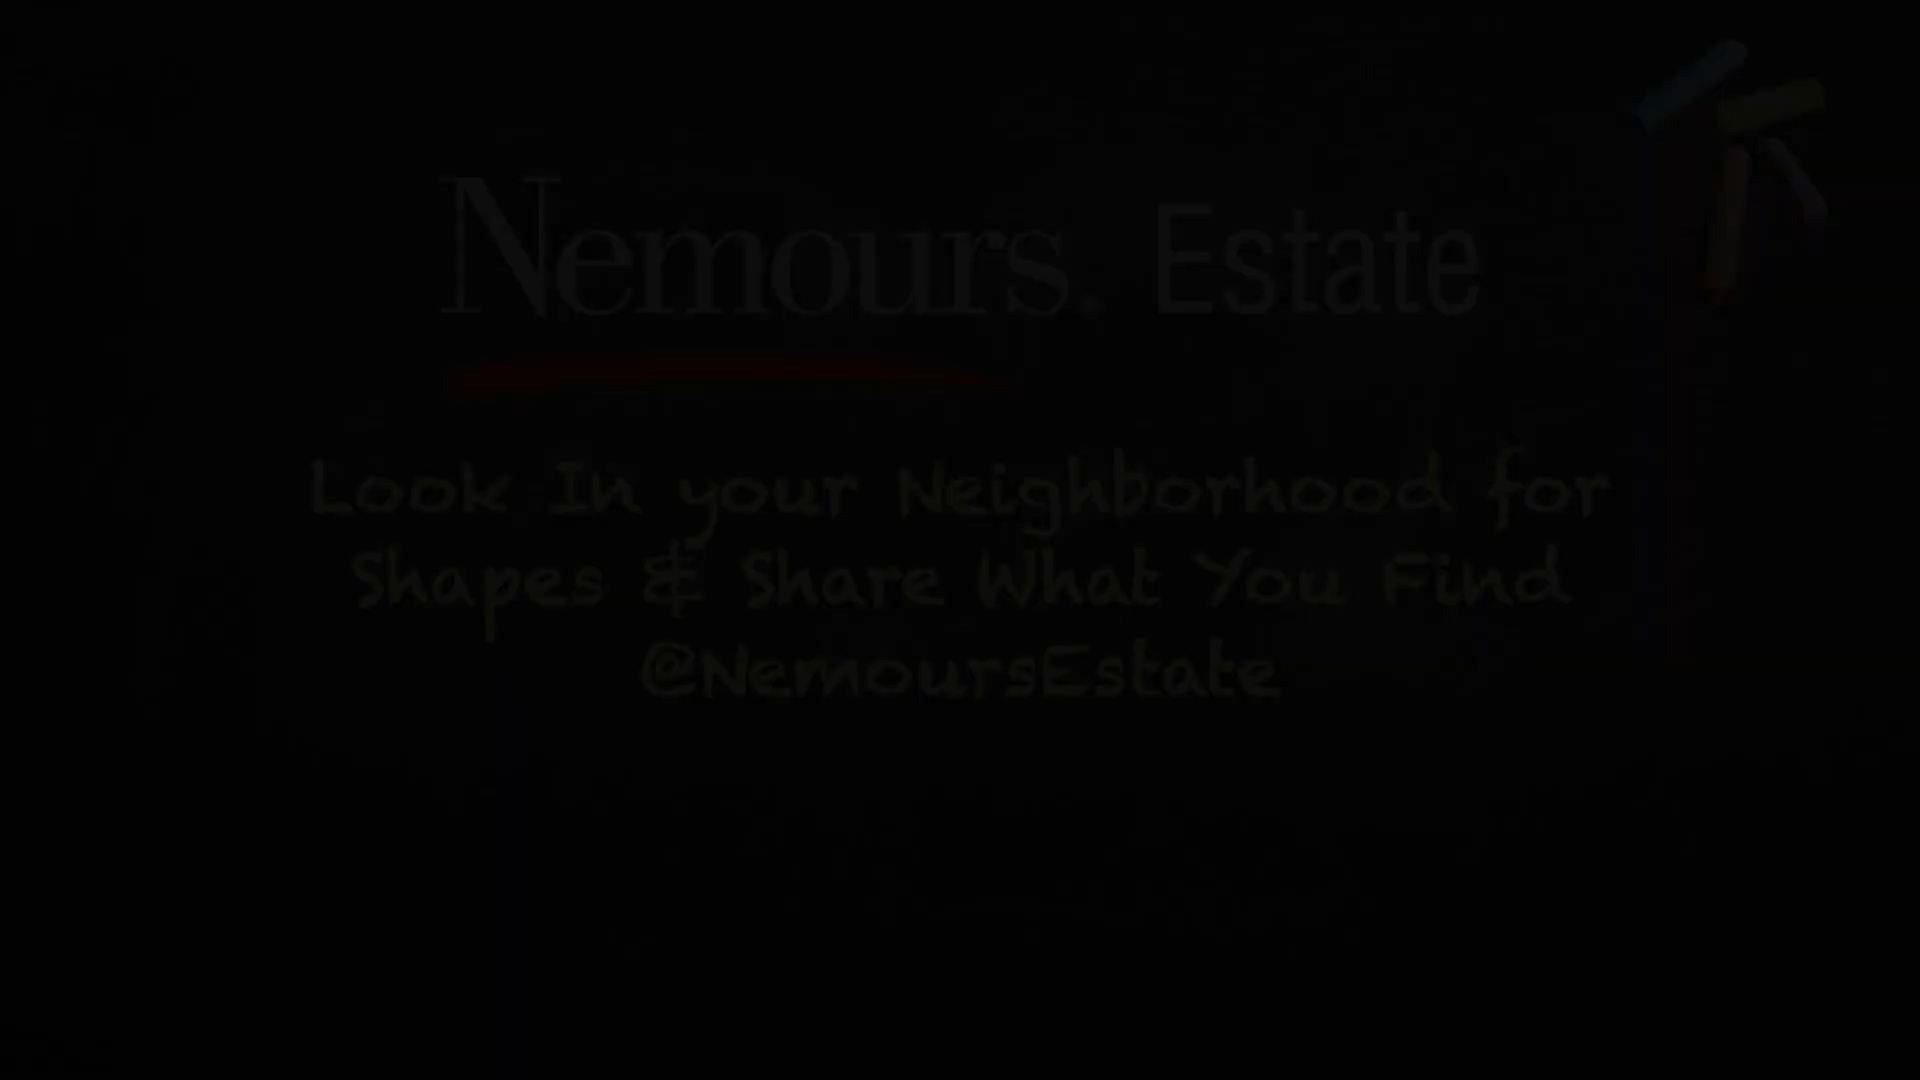 Nemours. Estate
Look In your Neighborhood for
Shapes & Share What You Find
@NemoursEstate